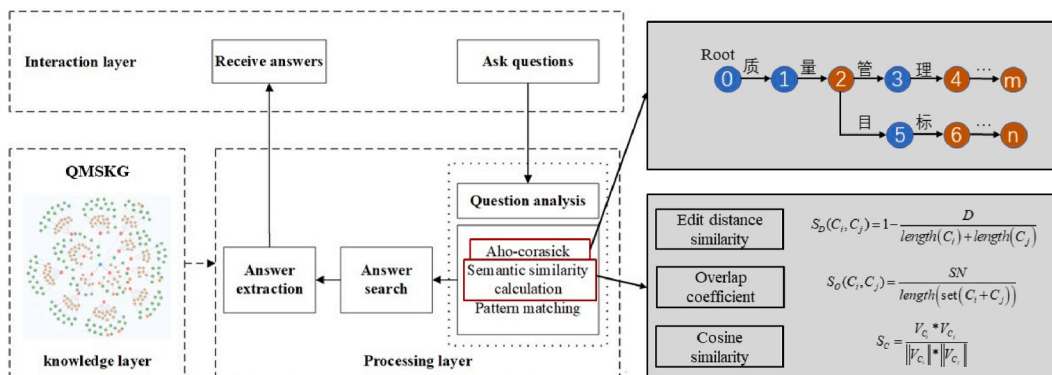 Interaction layer
Receive answers
Ask questions
QMSKG
knowledge layer
Question analysis
Aho-corasick
Semantic similarity
calculation
Pattern matching
Answer
search
Answer
extraction
Processing layer
Root
质 量 管 理 …
0 1 2 3 4 m
目 标 …
5 6 n
Edit distance
similarity
S_D(C_i, C_j) = 1 - D / length(C_i) + length(C_j)
Overlap
coefficient
S_O(C_i, C_j) = SN / length(set(C_i + C_j))
Cosine
similarity
S_C = V_{C_i} * V_{C_i} / ||V_{C_i}|| * ||V_{C_i}||